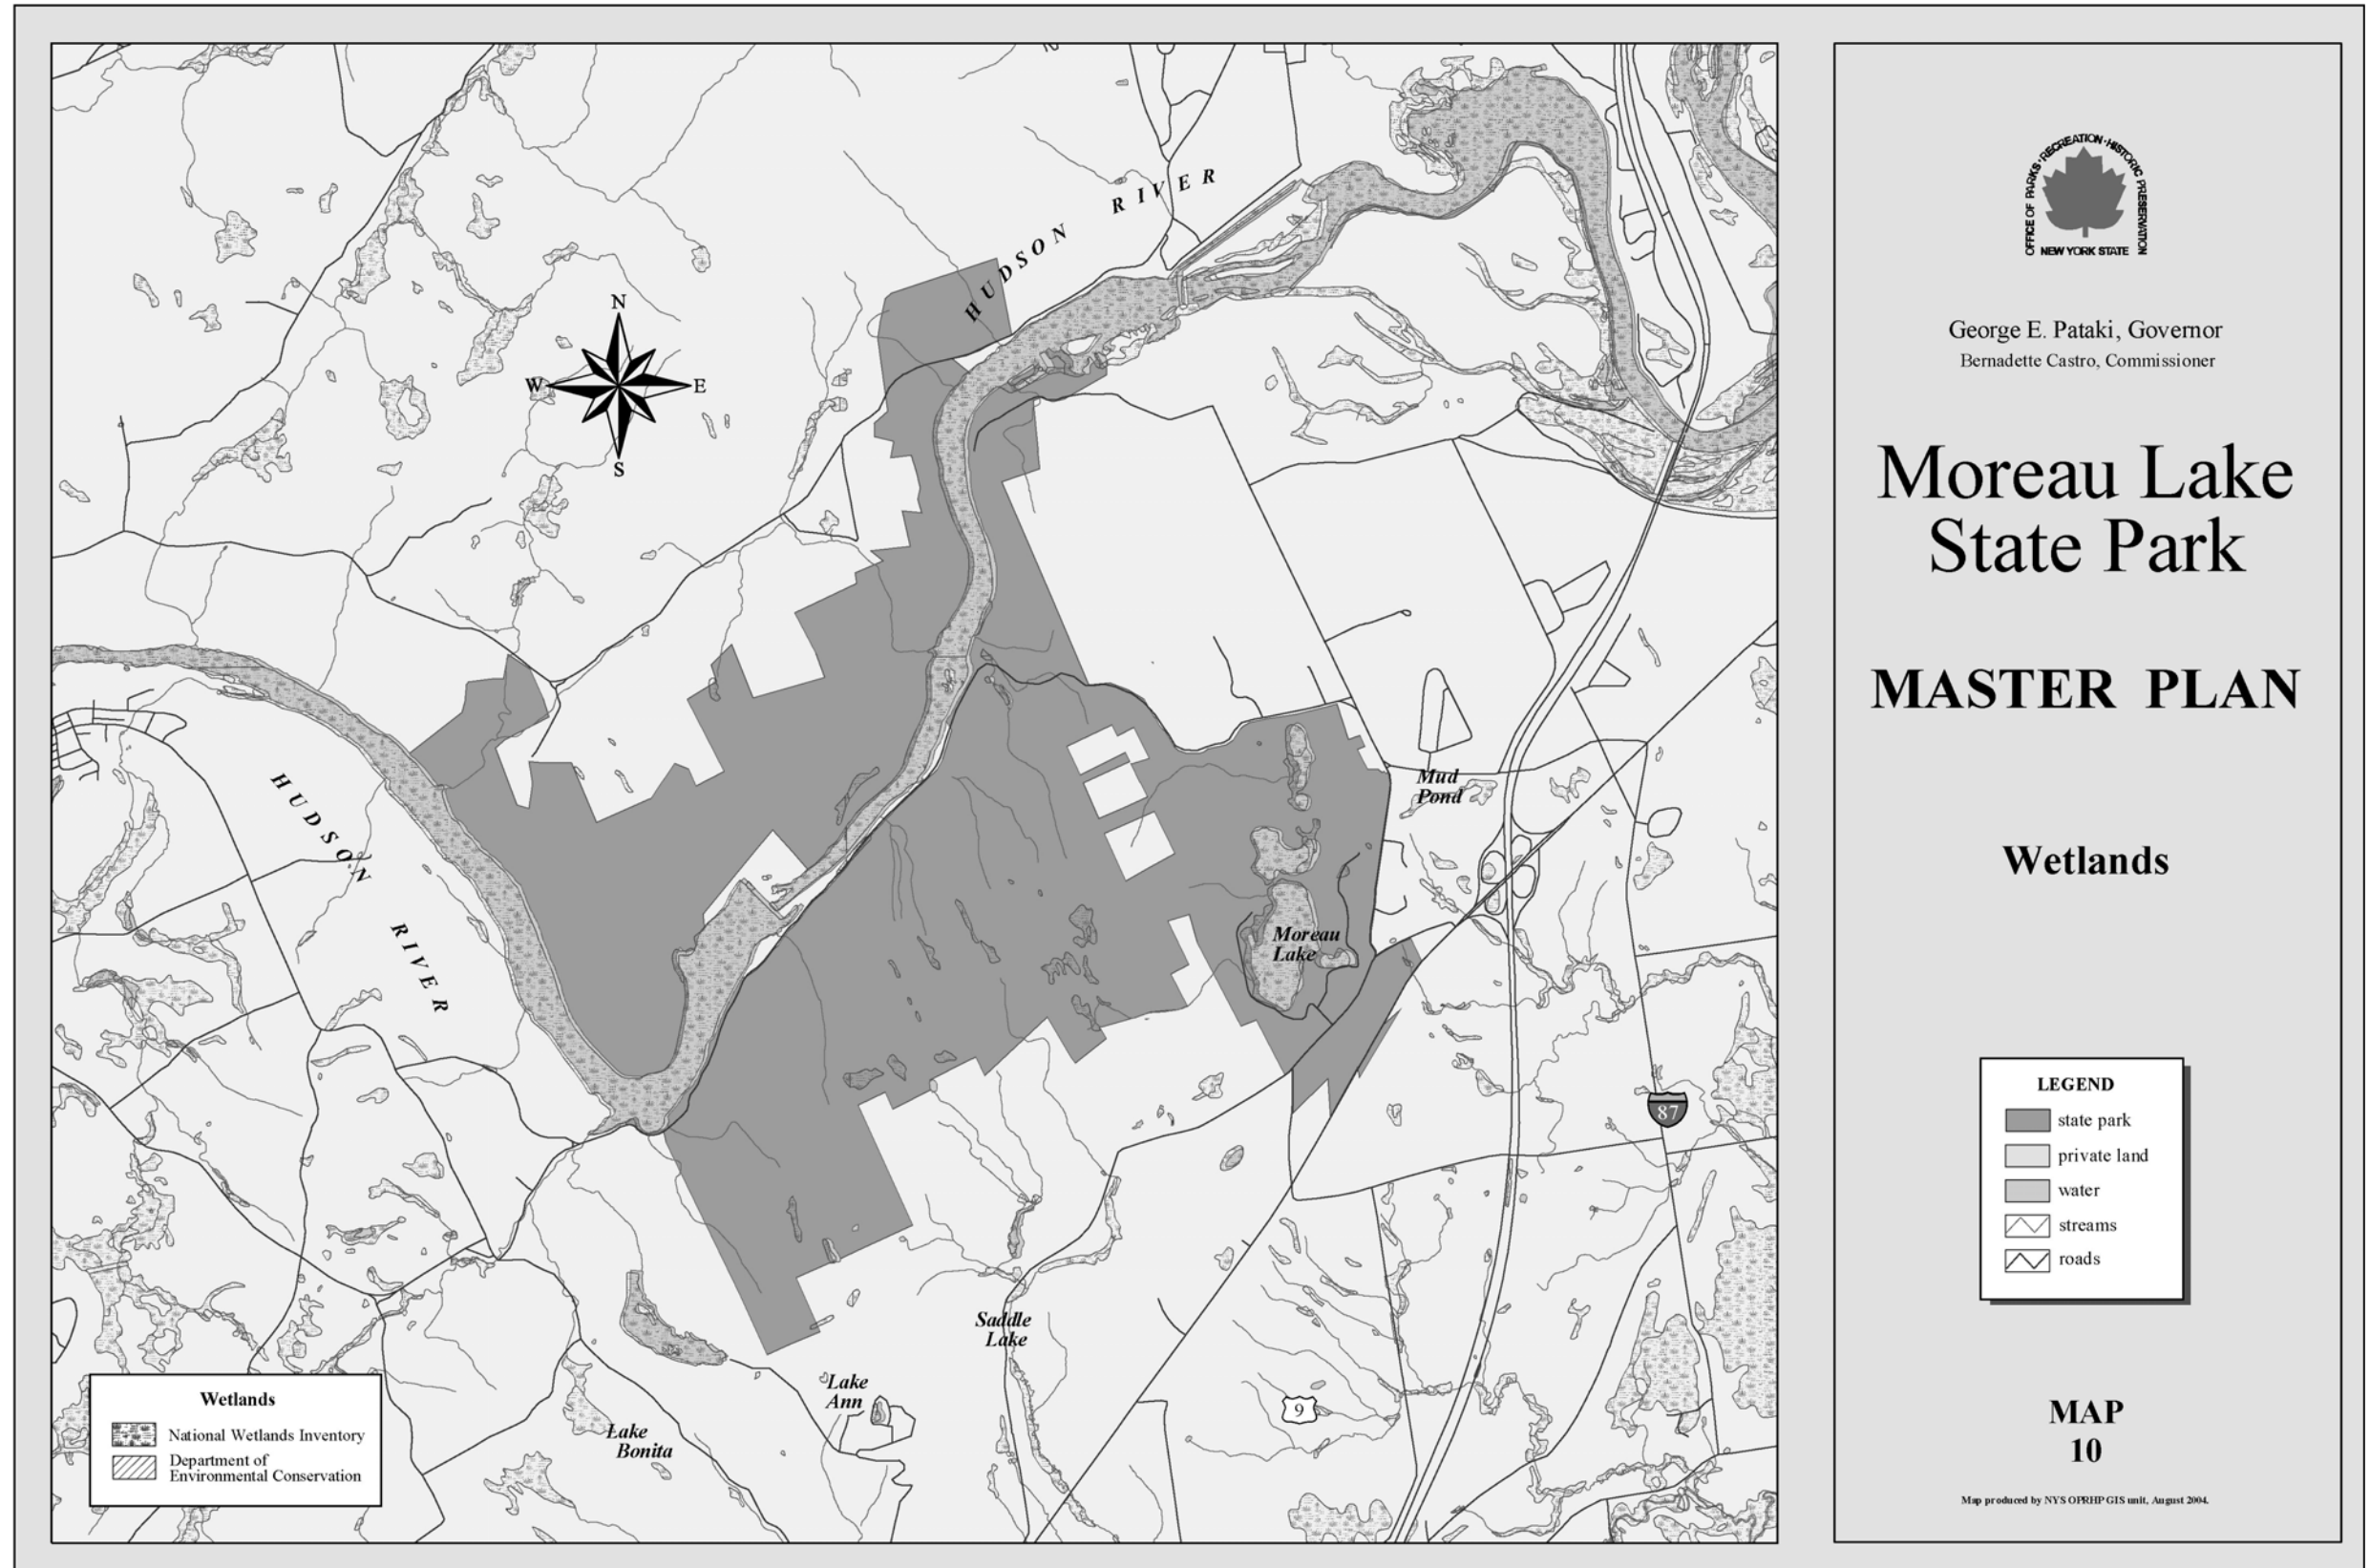 HUDSON RIVER
N
W
E
S
HUDSON
RIVER
Mud
Pond
Moreau
Lake
Saddle
Lake
Lake
Ann
Lake
Bonita
87
9
Wetlands
National Wetlands Inventory
Department of
Environmental Conservation
OFFICE OF PARKS · RECREATION · HISTORIC PRESERVATION
NEW YORK STATE
George E. Pataki, Governor
Bernadette Castro, Commissioner
Moreau Lake
State Park
MASTER PLAN
Wetlands
LEGEND
state park
private land
water
streams
roads
MAP
10
Map produced by NYS OPRHP GIS unit, August 2004.